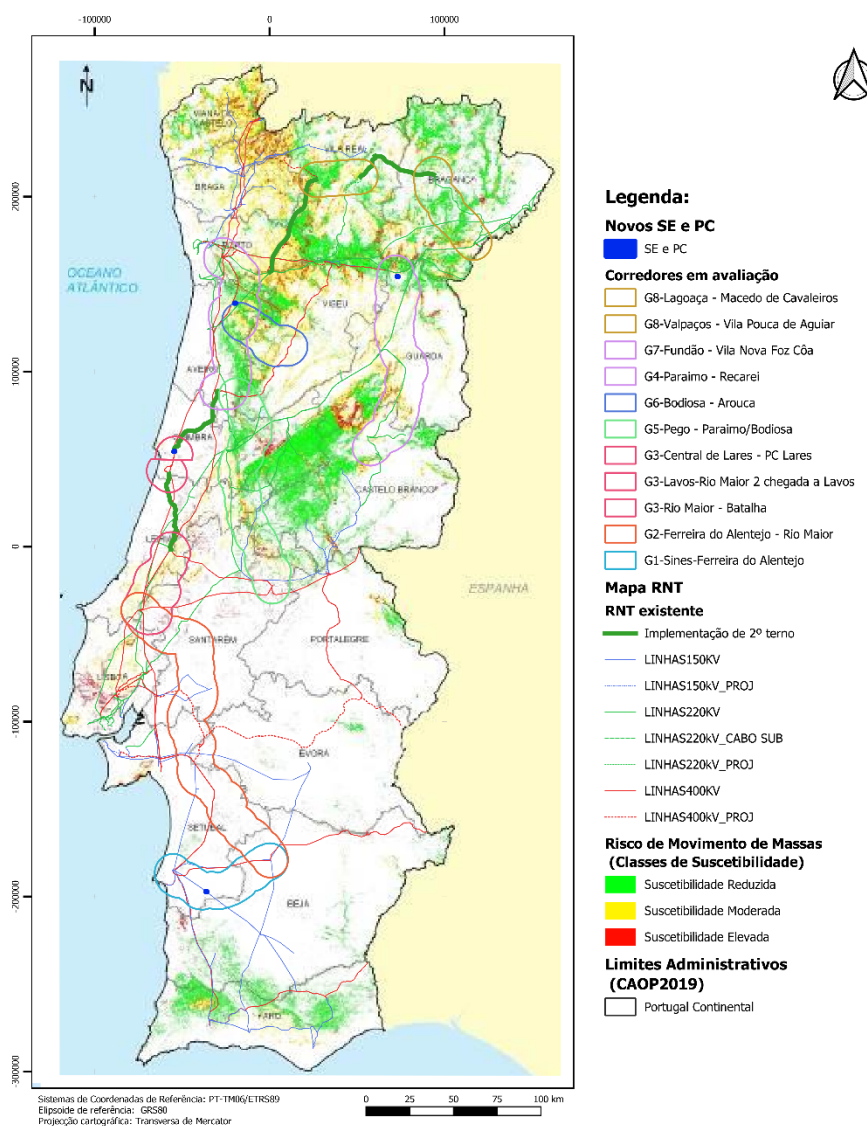 -100000
0
100000
N
VIANA DO
CASTELO
VILA REAL
BRAGANÇA
BRAGA
200000
PORTO
OCEANO
ATLÂNTICO
VISEU
GUARDA
100000
AVEIRO
COIMBRA
CASTELO BRANCO
0
LEIRIA
ESPANHA
SANTARÉM
PORTALEGRE
LISBOA
-100000
ÉVORA
SETÚBAL
-200000
BEJA
FARO
-300000
Legenda:
Novos SE e PC
SE e PC
Corredores em avaliação
G8-Lagoaça - Macedo de Cavaleiros
G8-Valpaços - Vila Pouca de Aguiar
G7-Fundão - Vila Nova Foz Côa
G4-Paraimo - Recarei
G6-Bodiosa - Arouca
G5-Pego - Paraimo/Bodiosa
G3-Central de Lares - PC Lares
G3-Lavos-Rio Maior 2 chegada a Lavos
G3-Rio Maior - Batalha
G2-Ferreira do Alentejo - Rio Maior
G1-Sines-Ferreira do Alentejo
Mapa RNT
RNT existente
Implementação de 2º terno
LINHAS150KV
LINHAS150kV_PROJ
LINHAS220KV
LINHAS220kV_CABO SUB
LINHAS220kV_PROJ
LINHAS400KV
LINHAS400kV_PROJ
Risco de Movimento de Massas
(Classes de Suscetibilidade)
Suscetibilidade Reduzida
Suscetibilidade Moderada
Suscetibilidade Elevada
Limites Administrativos
(CAOP2019)
Portugal Continental
Sistemas de Coordenadas de Referência: PT-TM06/ETRS89
Elipsoide de referência: GRS80
Projecção cartográfica: Transversa de Mercator
0 25 50 75 100 km